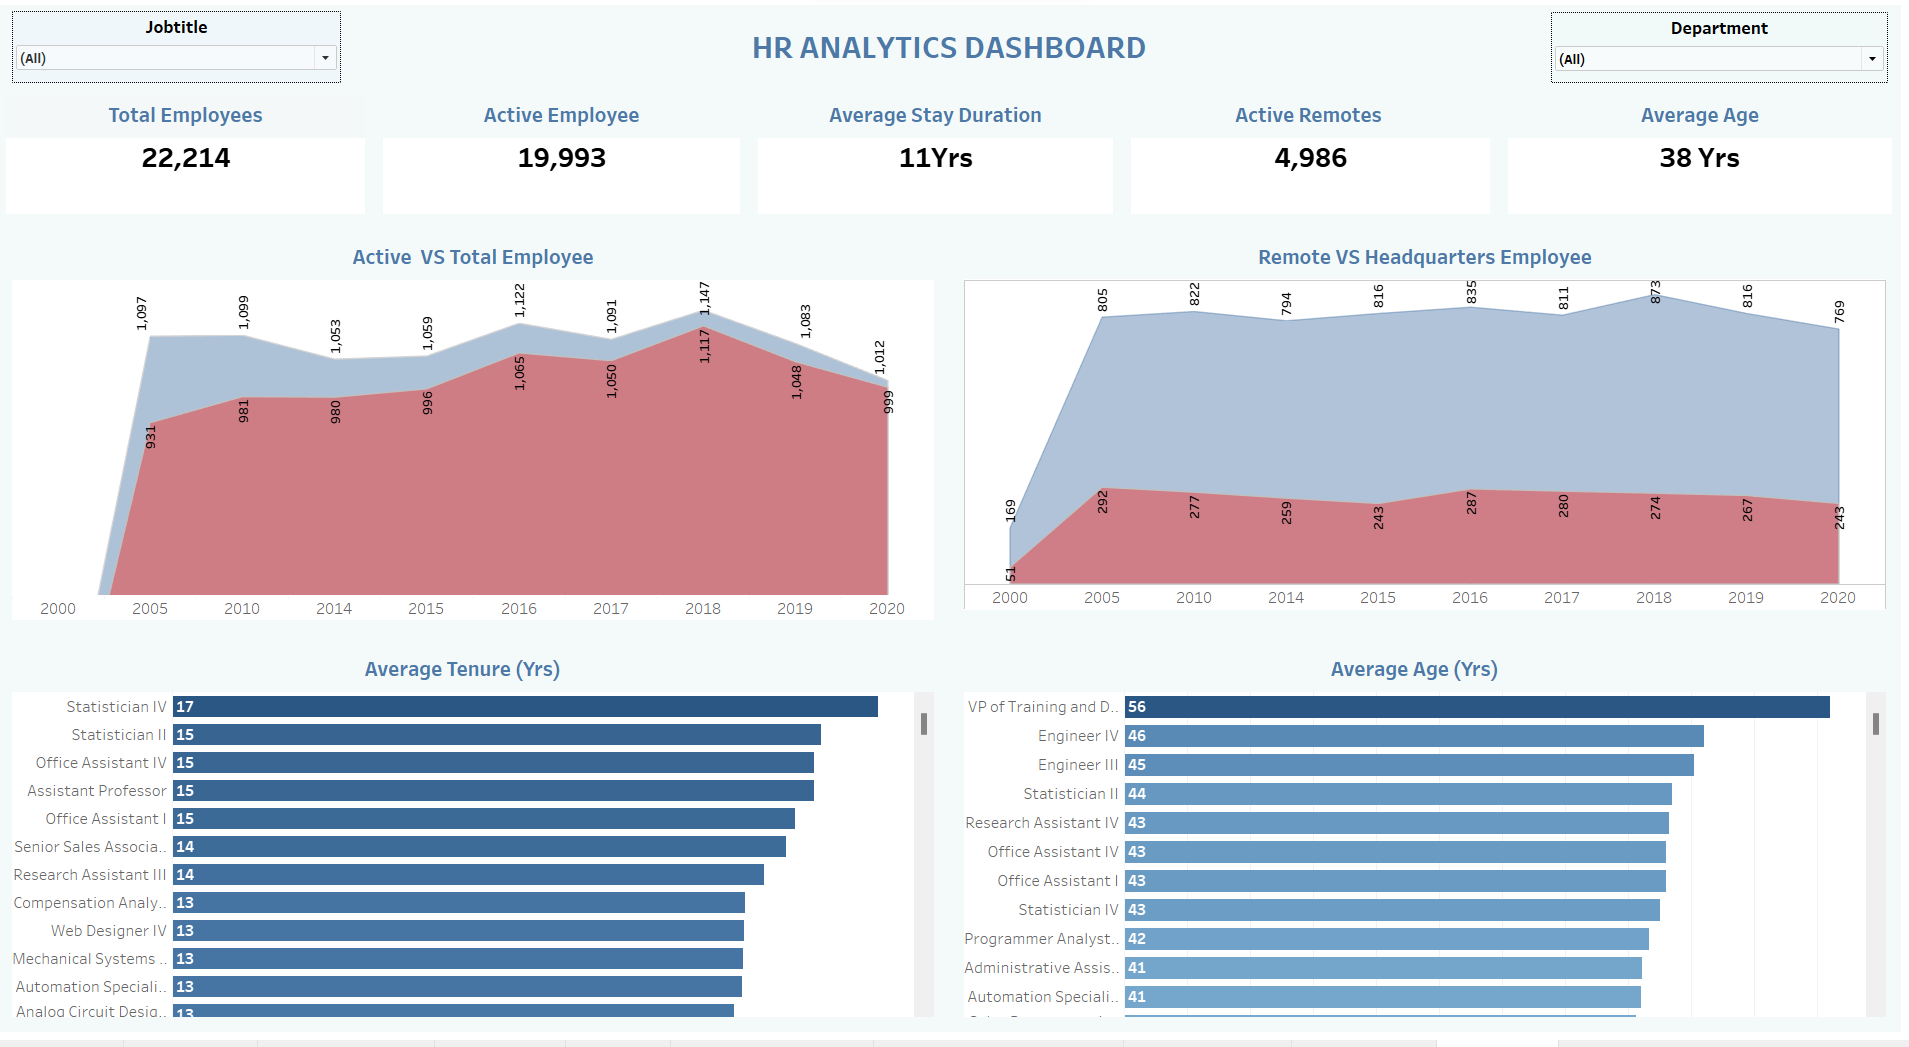 Jobtitle
(All)
HR ANALYTICS DASHBOARD
Department
(All)
Total Employees
22,214
Active Employee
19,993
Average Stay Duration
11Yrs
Active Remotes
4,986
Average Age
38 Yrs
Active VS Total Employee
1,097
1,099
1,053
1,059
1,122
1,091
1,147
1,083
1,012
931
981
980
996
1,065
1,050
1,117
1,048
999
2000 2005 2010 2014 2015 2016 2017 2018 2019 2020
Remote VS Headquarters Employee
169
805
822
794
816
835
811
873
816
769
51
292
277
259
243
287
280
274
267
243
2000 2005 2010 2014 2015 2016 2017 2018 2019 2020
Average Tenure (Yrs)
Statistician IV 17
Statistician II 15
Office Assistant IV 15
Assistant Professor 15
Office Assistant I 15
Senior Sales Associa.. 14
Research Assistant III 14
Compensation Analy.. 13
Web Designer IV 13
Mechanical Systems .. 13
Automation Speciali.. 13
Analog Circuit Desig.. 13
Average Age (Yrs)
VP of Training and D.. 56
Engineer IV 46
Engineer III 45
Statistician II 44
Research Assistant IV 43
Office Assistant IV 43
Office Assistant I 43
Statistician IV 43
Programmer Analyst.. 42
Administrative Assis.. 41
Automation Speciali.. 41